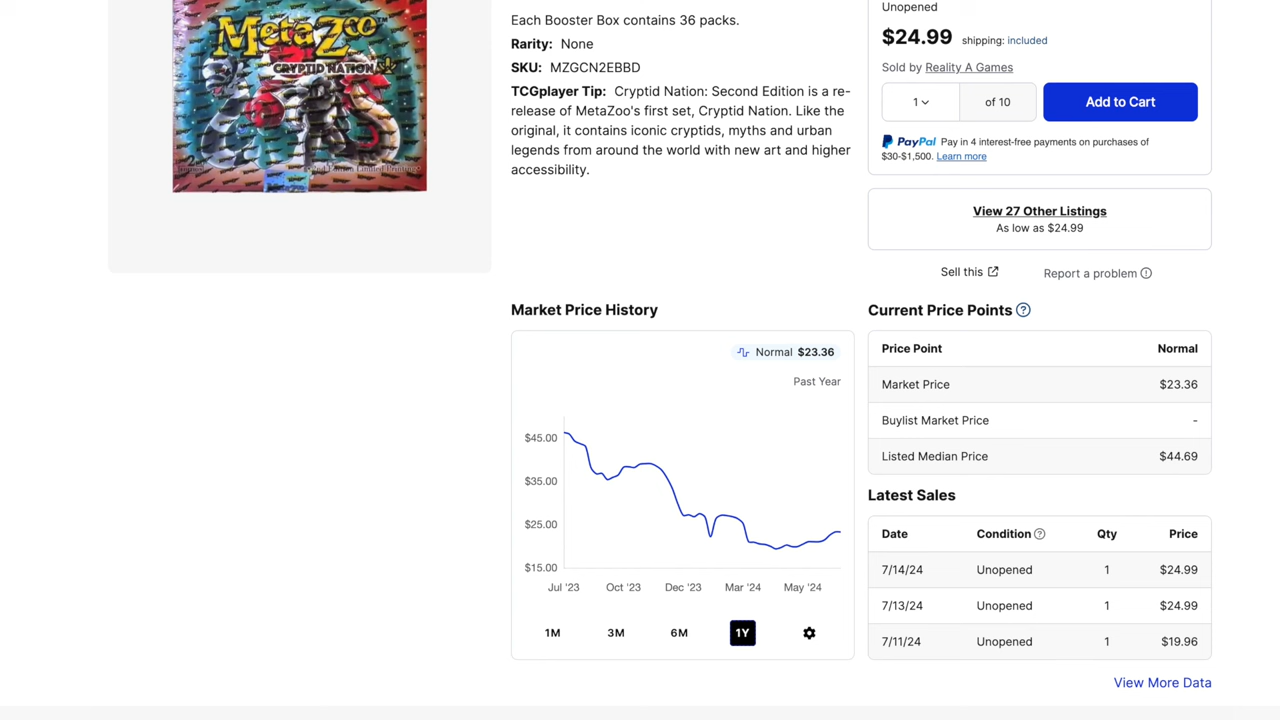 MetaZoo
CRYPTID NATION
Each Booster Box contains 36 packs.
Rarity: None
SKU: MZGCN2EBBD
TCGplayer Tip: Cryptid Nation: Second Edition is a re-
release of MetaZoo's first set, Cryptid Nation. Like the
original, it contains iconic cryptids, myths and urban
legends from around the world with new art and higher
accessibility.
Unopened
$24.99 shipping: included
Sold by Reality A Games
1 of 10 Add to Cart
PayPal Pay in 4 interest-free payments on purchases of
$30-$1,500. Learn more
View 27 Other Listings
As low as $24.99
Sell this Report a problem
Market Price History
Normal $23.36
Past Year
$45.00
$35.00
$25.00
$15.00
Jul '23 Oct '23 Dec '23 Mar '24 May '24
1M 3M 6M 1Y
Current Price Points
Price Point Normal
Market Price $23.36
Buylist Market Price -
Listed Median Price $44.69
Latest Sales
Date Condition Qty Price
7/14/24 Unopened 1 $24.99
7/13/24 Unopened 1 $24.99
7/11/24 Unopened 1 $19.96
View More Data